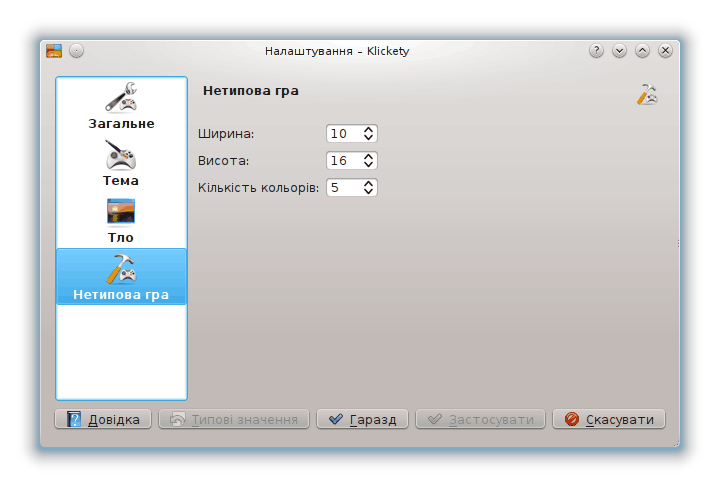 Налаштування – Klickety
Загальне
Тема
Тло
Нетипова гра
Нетипова гра
Ширина: 10
Висота: 16
Кількість кольорів: 5
Довідка Типові значення Гаразд Застосувати Скасувати